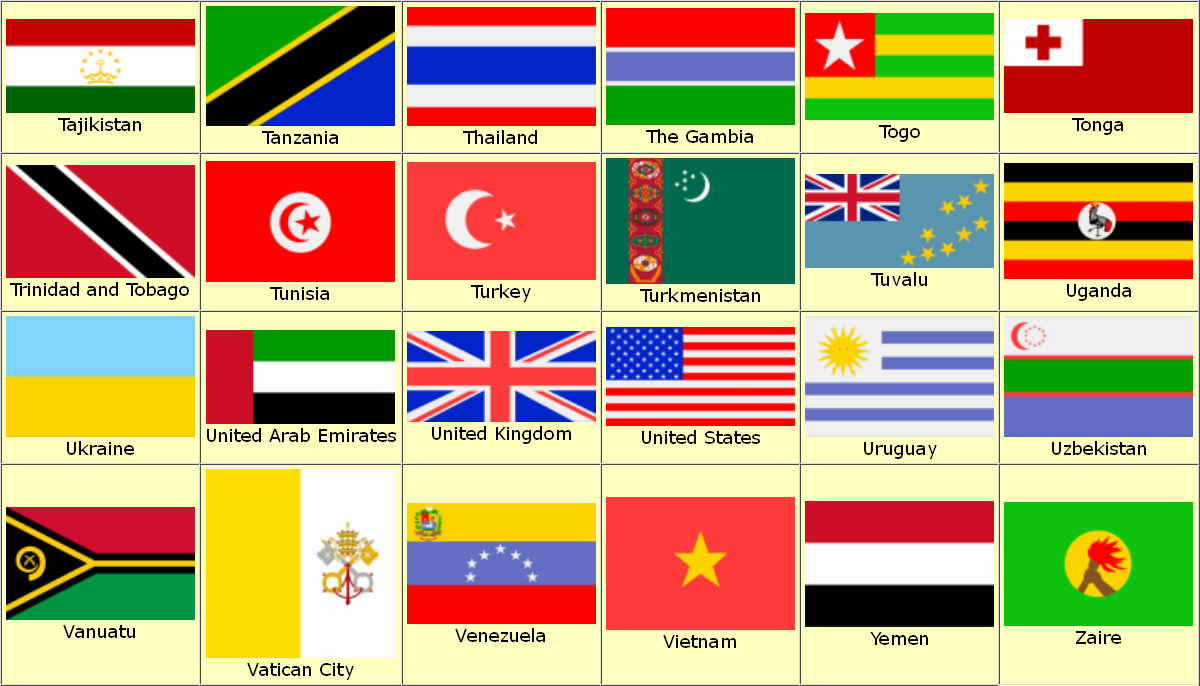 Tajikistan
Tanzania
Thailand
The Gambia
Togo
Tonga
Trinidad and Tobago
Tunisia
Turkey
Turkmenistan
Tuvalu
Uganda
Ukraine
United Arab Emirates
United Kingdom
United States
Uruguay
Uzbekistan
Vanuatu
Vatican City
Venezuela
Vietnam
Yemen
Zaire